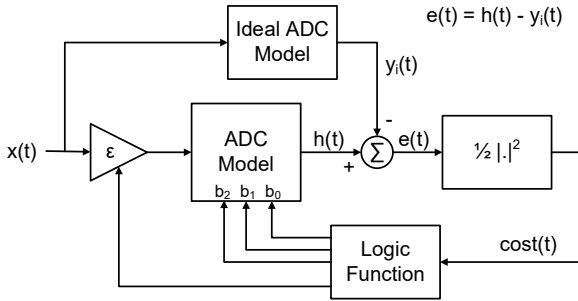 Ideal ADC
Model
e(t) = h(t) - yᵢ(t)
yᵢ(t)
x(t)
ε
ADC
Model
b₂ b₁ b₀
h(t)
-
+
Σ
e(t)
½ |.|²
Logic
Function
cost(t)